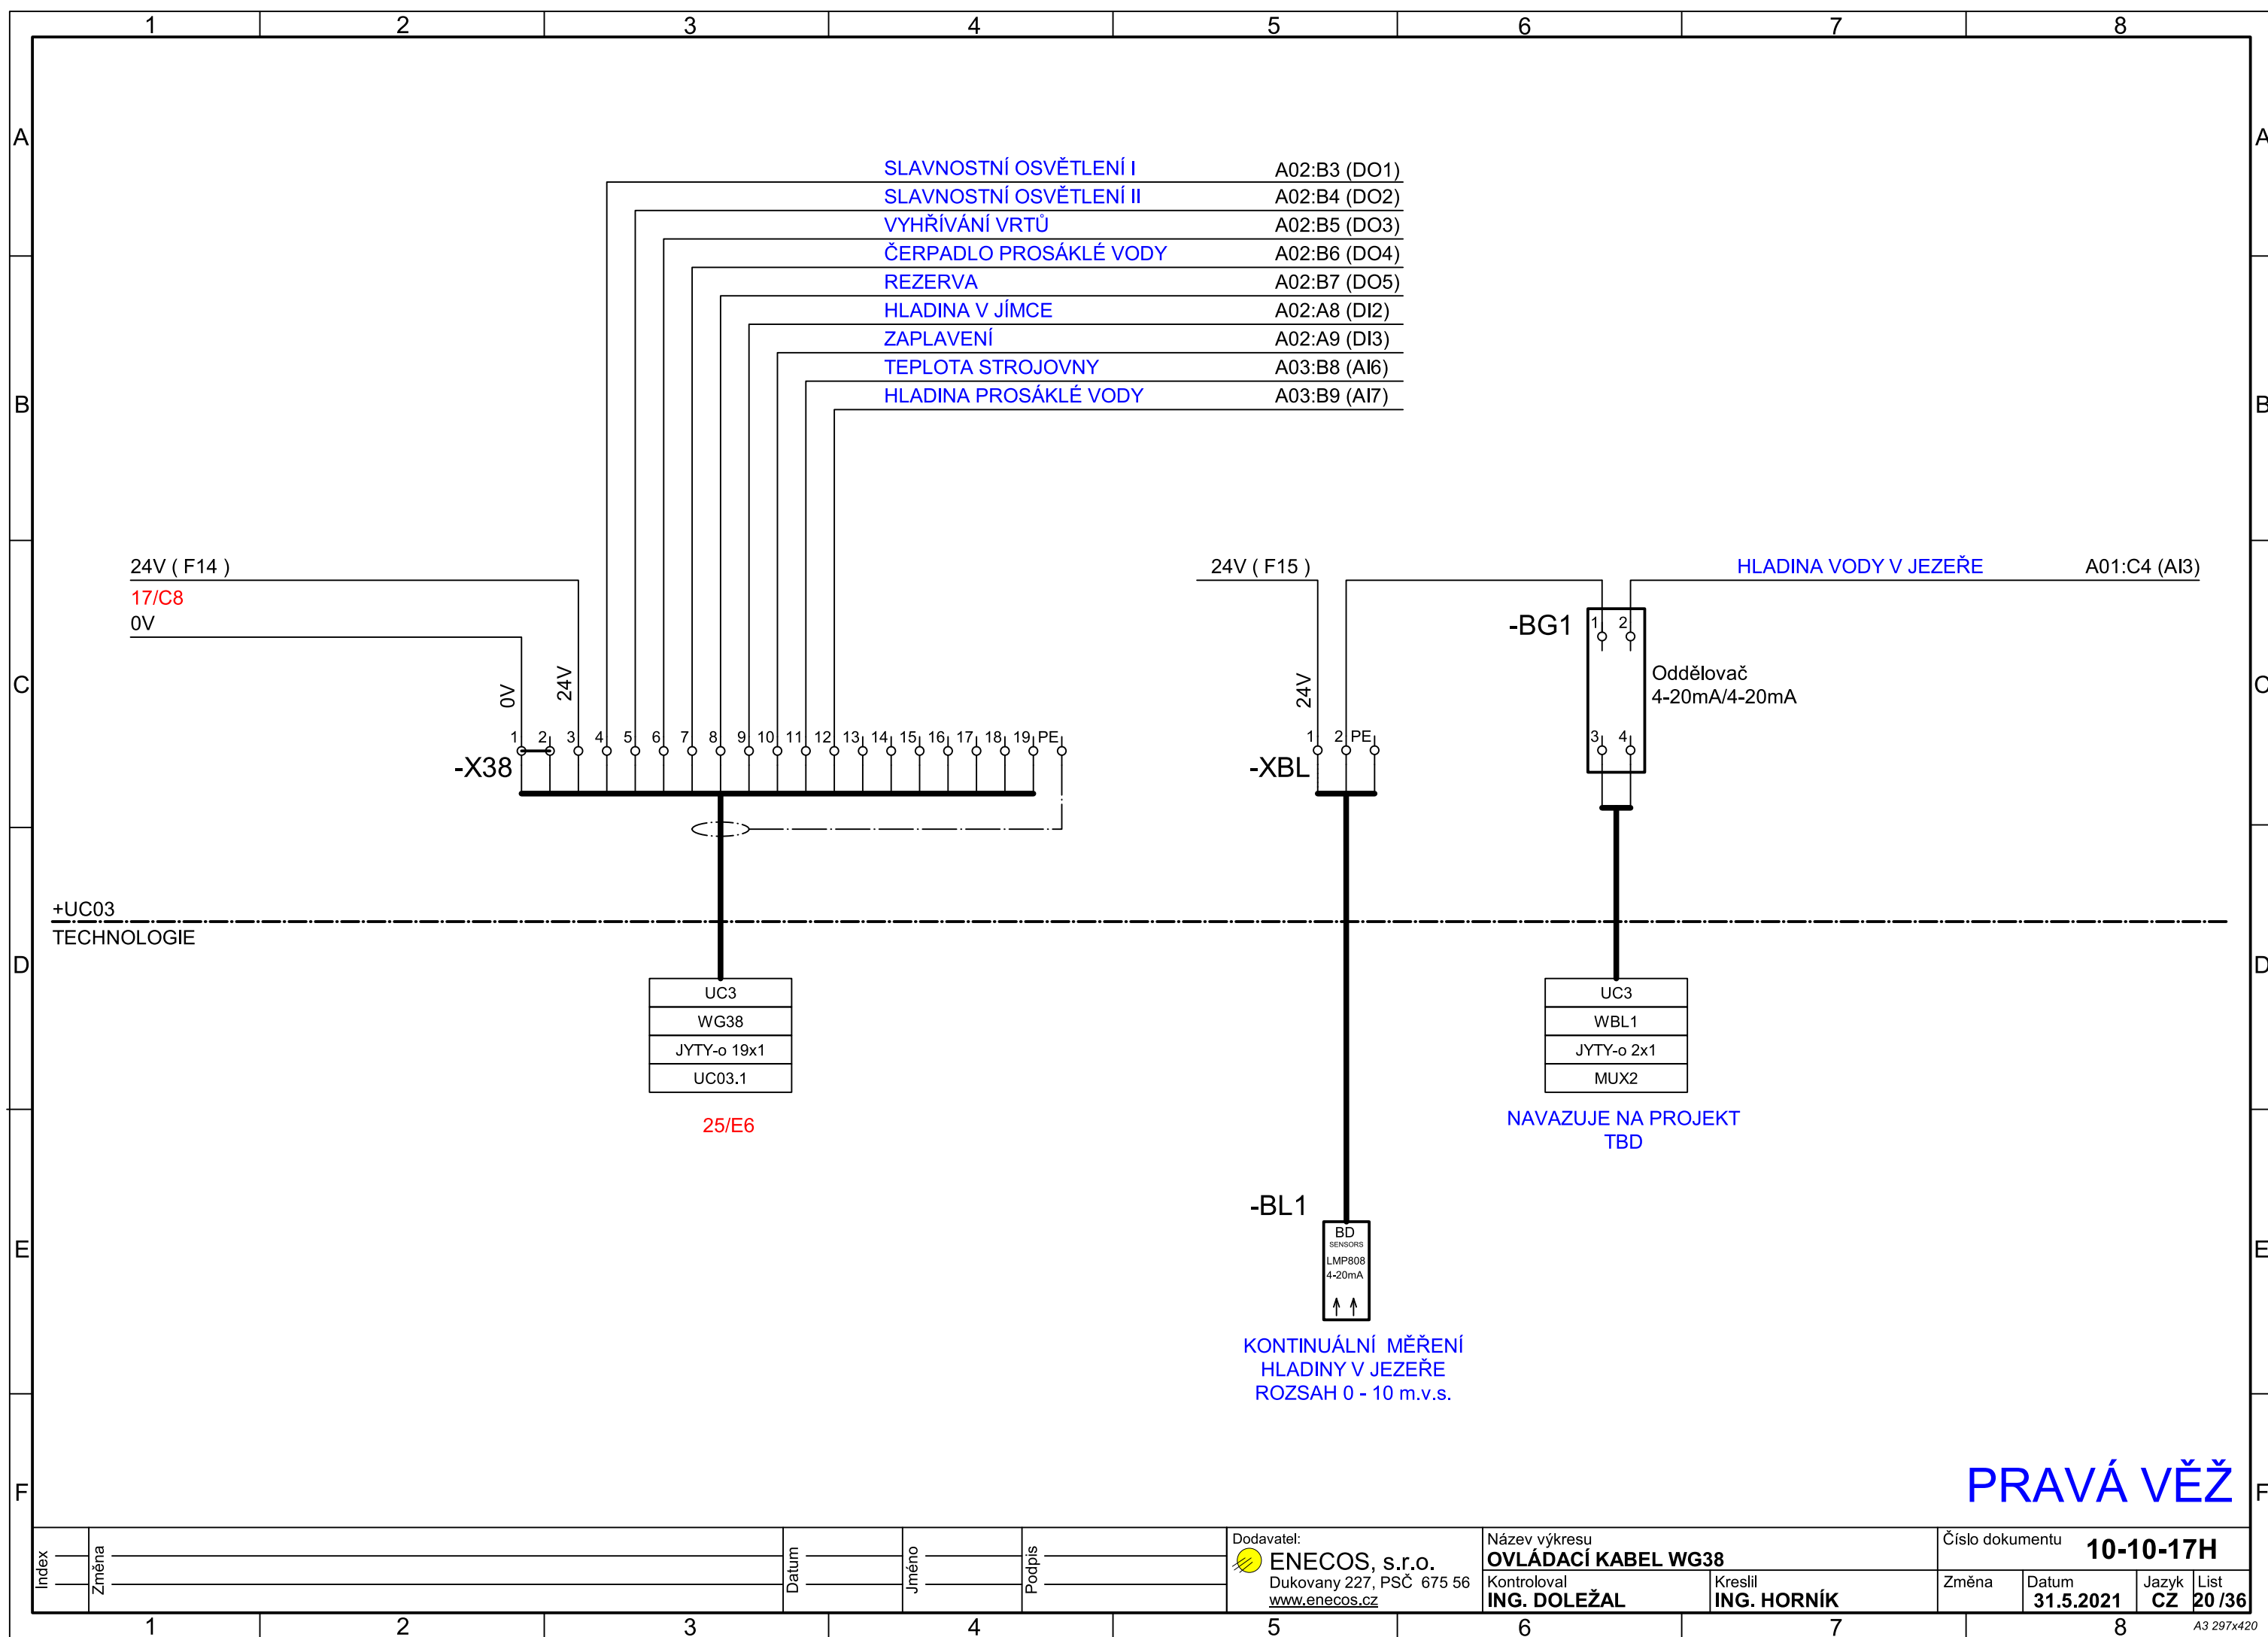 1 2 3 4 5 6 7 8
A A
SLAVNOSTNÍ OSVĚTLENÍ I A02:B3 (DO1)
SLAVNOSTNÍ OSVĚTLENÍ II A02:B4 (DO2)
VYHŘÍVÁNÍ VRTŮ A02:B5 (DO3)
ČERPADLO PROSÁKLÉ VODY A02:B6 (DO4)
REZERVA A02:B7 (DO5)
HLADINA V JÍMCE A02:A8 (DI2)
ZAPLAVENÍ A02:A9 (DI3)
TEPLOTA STROJOVNY A03:B8 (AI6)
HLADINA PROSÁKLÉ VODY A03:B9 (AI7)
B B
24V ( F14 )
17/C8
0V
24V ( F15 )
HLADINA VODY V JEZEŘE A01:C4 (AI3)
-BG1
1 2
Oddělovač
4-20mA/4-20mA
3 4
C C
0V
24V
24V
1 2 3 4 5 6 7 8 9 10 11 12 13 14 15 16 17 18 19 PE
-X38
1 2 PE
-XBL
+UC03
TECHNOLOGIE
D D
UC3
WG38
JYTY-o 19x1
UC03.1
25/E6
UC3
WBL1
JYTY-o 2x1
MUX2
NAVAZUJE NA PROJEKT
TBD
-BL1
BD
SENSORS
LMP808
4-20mA
E E
KONTINUÁLNÍ MĚŘENÍ
HLADINY V JEZEŘE
ROZSAH 0 - 10 m.v.s.
PRAVÁ VĚŽ
F F
Index
Změna
Datum
Jméno
Podpis
Dodavatel:
ENECOS, s.r.o.
Dukovany 227, PSČ 675 56
www.enecos.cz
Název výkresu
OVLÁDACÍ KABEL WG38
Kontroloval
ING. DOLEŽAL
Kreslil
ING. HORNÍK
Číslo dokumentu 10-10-17H
Změna
Datum
31.5.2021
Jazyk
CZ
List
20 /36
1 2 3 4 5 6 7 8
A3 297x420